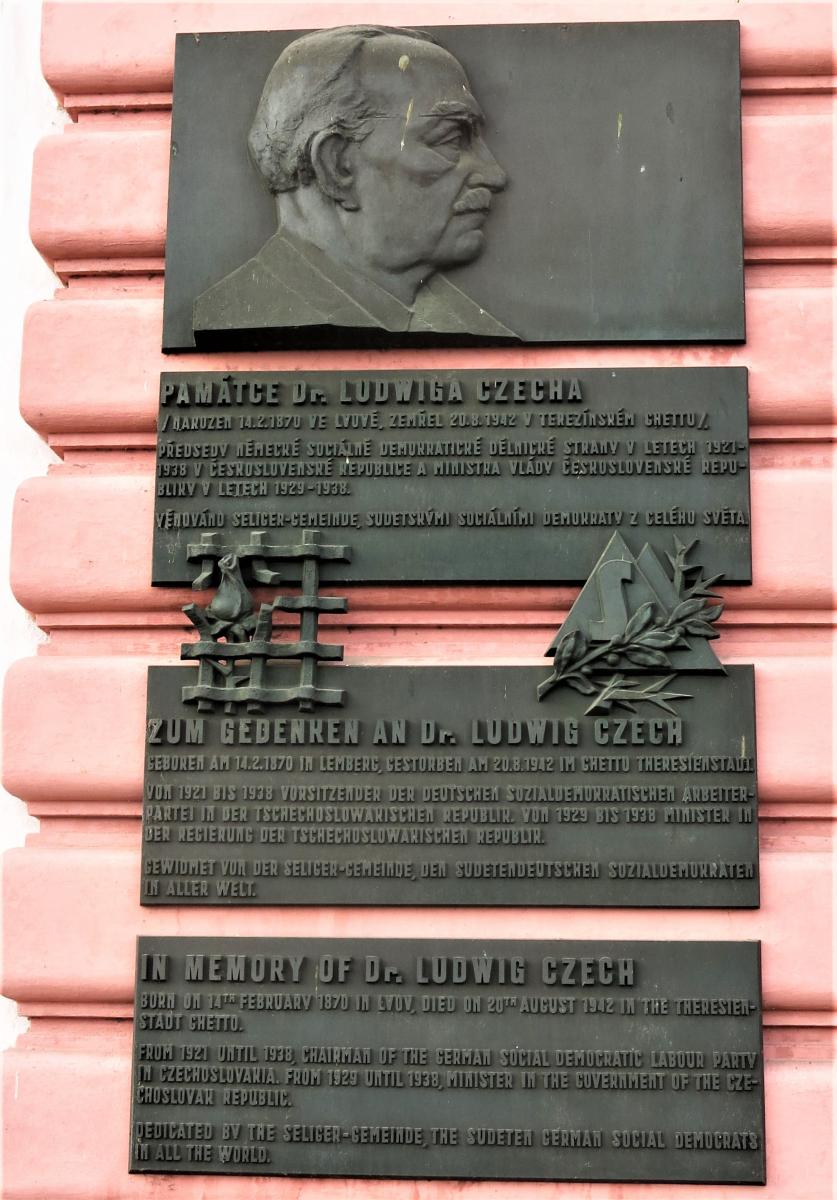 PAMÁTCE DR. LUDWIGA CZECHA
/NAROZEN 14.2.1870 VE LVOVĚ, ZEMŘEL 20.8.1942 V TEREZÍNSKÉM GHETTU/
PŘEDSEDY NĚMECKÉ SOCIÁLNĚ DEMOKRATICKÉ DĚLNICKÉ STRANY V LETECH 1921-
1938 V ČESKOSLOVENSKÉ REPUBLICE A MINISTRA VLÁDY ČESKOSLOVENSKÉ REPU-
BLIKY V LETECH 1929-1938.
VĚNOVÁNO SELIGER-GEMEINDE, SUDETSKÝMI SOCIÁLNÍMI DEMOKRATY Z CELÉHO SVĚTA.
ZUM GEDENKEN AN DR. LUDWIG CZECH
GEBOREN AM 14.2.1870 IN LEMBERG, GESTORBEN AM 20.8.1942 IM GHETTO THERESIENSTADT.
VON 1921 BIS 1938 VORSITZENDER DER DEUTSCHEN SOZIALDEMOKRATISCHEN ARBEITER-
PARTEI IN DER TSCHECHOSLOWAKISCHEN REPUBLIK. VON 1929 BIS 1938 MINISTER IN
DER REGIERUNG DER TSCHECHOSLOWAKISCHEN REPUBLIK.
GEWIDMET VON DER SELIGER-GEMEINDE, DEN SUDETENDEUTSCHEN SOZIALDEMOKRATEN
IN ALLER WELT.
IN MEMORY OF DR. LUDWIG CZECH
BORN ON 14TH FEBRUARY 1870 IN LVOV, DIED ON 20TH AUGUST 1942 IN THE THERESIEN-
STADT GHETTO.
FROM 1921 UNTIL 1938, CHAIRMAN OF THE GERMAN SOCIAL DEMOCRATIC LABOUR PARTY
IN CZECHOSLOVAKIA. FROM 1929 UNTIL 1938, MINISTER IN THE GOVERNMENT OF THE CZE-
CHOSLOVAK REPUBLIC.
DEDICATED BY THE SELIGER-GEMEINDE, THE SUDETEN GERMAN SOCIAL DEMOCRATS
IN ALL THE WORLD.